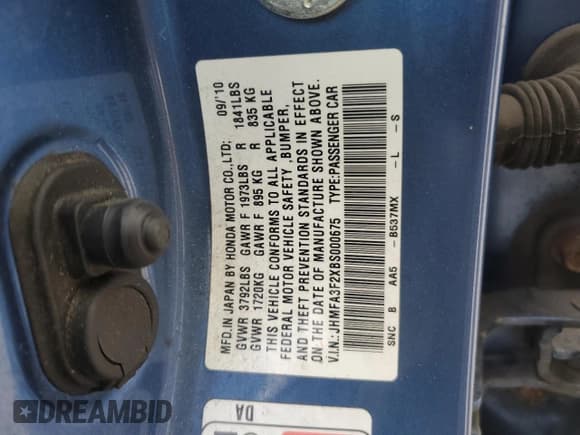 MFD.IN JAPAN BY HONDA MOTOR CO.,LTD; 09/'10
GVWR 3792LBS GAWR F 1973LBS R 1841LBS
GVWR 1720KG GAWR F 895 KG R 835 KG
THIS VEHICLE CONFORMS TO ALL APPLICABLE
FEDERAL MOTOR VEHICLE SAFETY ,BUMPER,
AND THEFT PREVENTION STANDARDS IN EFFECT
ON THE DATE OF MANUFACTURE SHOWN ABOVE.
V.I.N.:JHMFA3F2XBS000675 TYPE:PASSENGER CAR
SNC B AA5 -B537MX -L -S
DA
DREAMBID